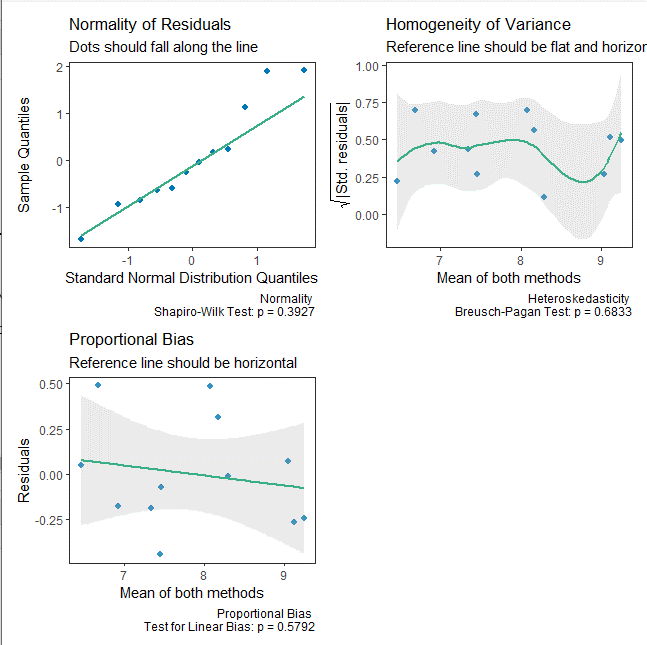 Normality of Residuals
Dots should fall along the line
2
1
0
-1
Sample Quantiles
-1
0
1
Standard Normal Distribution Quantiles
Normality
Shapiro-Wilk Test: p = 0.3927
Homogeneity of Variance
Reference line should be flat and horizor
1.00
0.75
0.50
0.25
0.00
√|Std. residuals|
7
8
9
Mean of both methods
Heteroskedasticity
Breusch-Pagan Test: p = 0.6833
Proportional Bias
Reference line should be horizontal
0.50
0.25
0.00
-0.25
Residuals
7
8
9
Mean of both methods
Proportional Bias
Test for Linear Bias: p = 0.5792